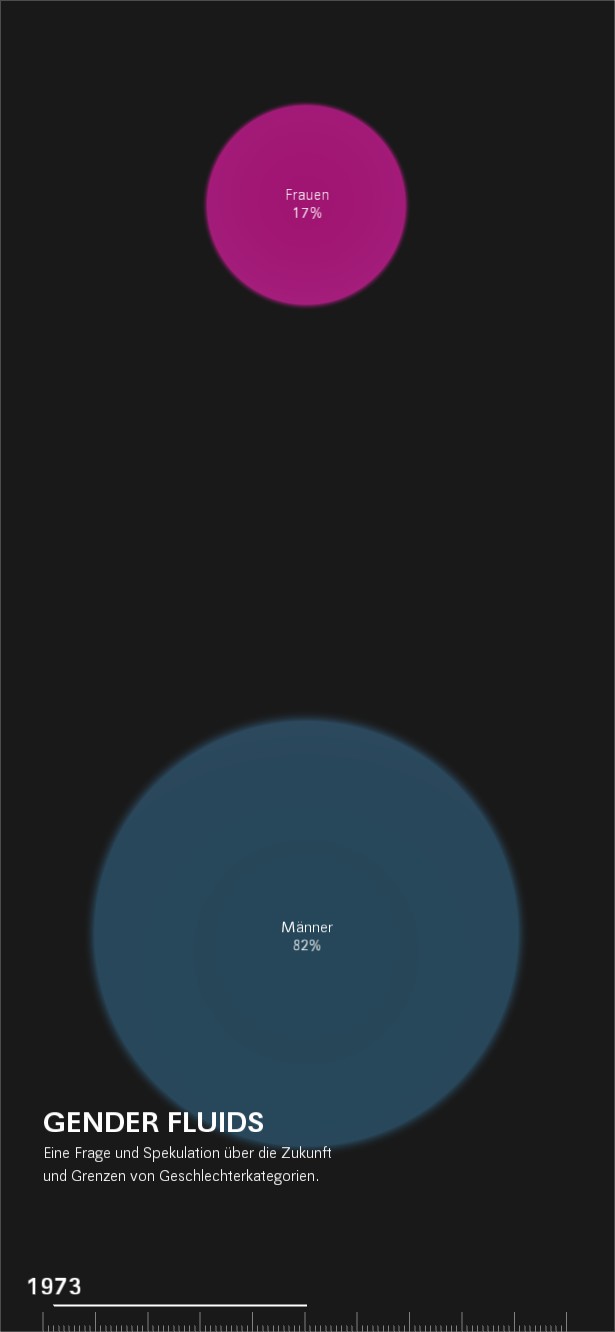 Frauen
17%
Männer
82%
GENDER FLUIDS
Eine Frage und Spekulation über die Zukunft
und Grenzen von Geschlechterkategorien.
1973